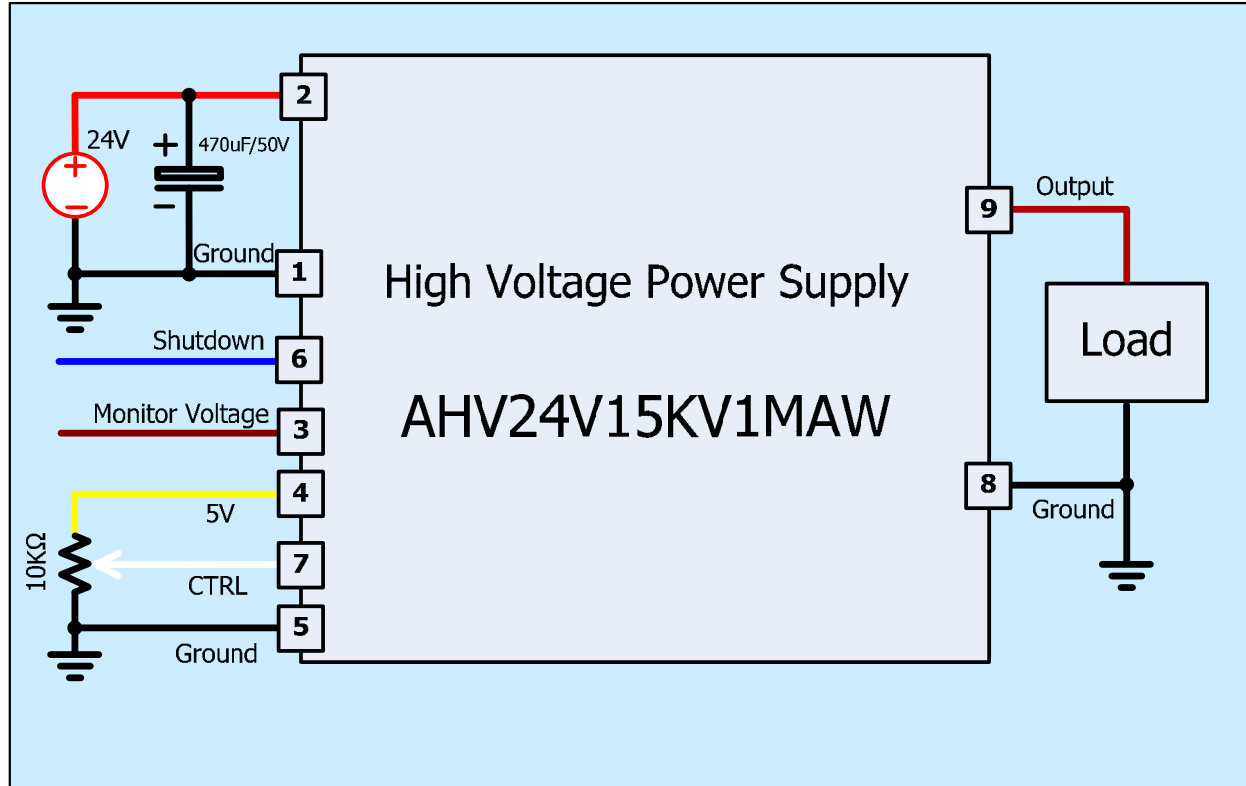 2
24V
+
470uF/50V
+
−
−
Ground
1
Shutdown
6
Monitor Voltage
3
4
5V
10KΩ
7
CTRL
5
Ground
High Voltage Power Supply
AHV24V15KV1MAW
9
Output
Load
8
Ground